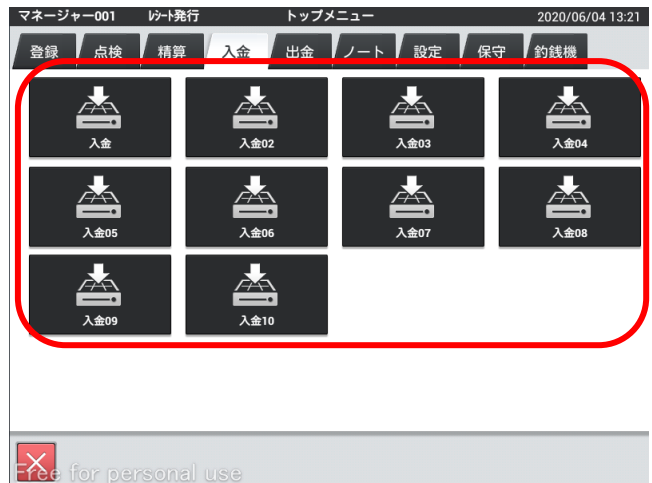 マネージャー001 ﾚｼｰﾄ発行 トップメニュー 2020/06/04 13:21
登録 点検 精算 入金 出金 ノート 設定 保守 釣銭機
入金 入金02 入金03 入金04
入金05 入金06 入金07 入金08
入金09 入金10
Free for personal use